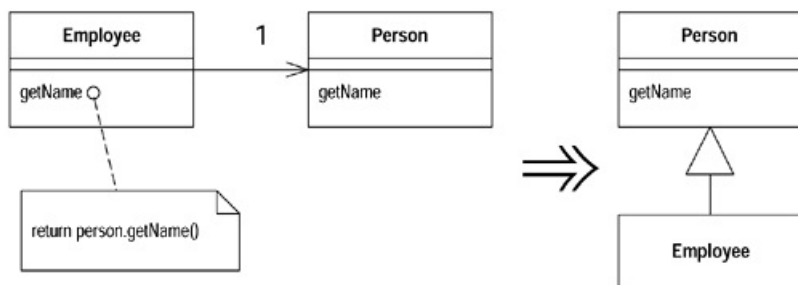 Employee
1
Person
getName
getName
return person.getName()
Person
getName
Employee